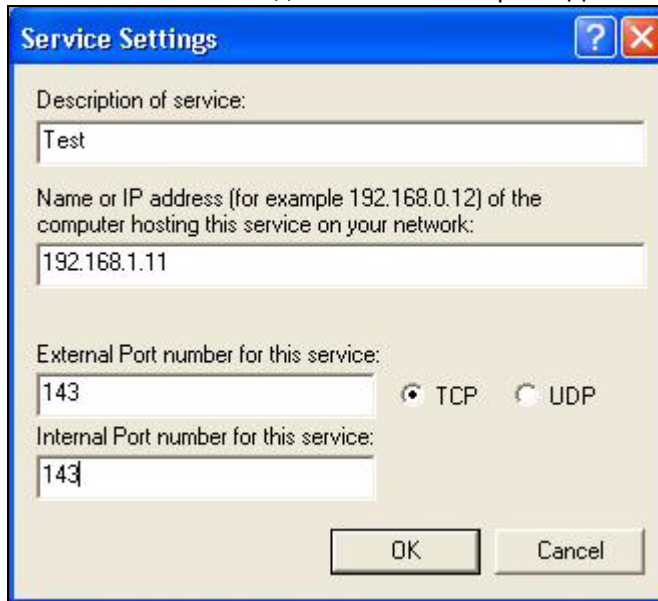 Service Settings
Description of service:
Test
Name or IP address (for example 192.168.0.12) of the
computer hosting this service on your network:
192.168.1.11
External Port number for this service:
143 TCP UDP
Internal Port number for this service:
143
OK Cancel